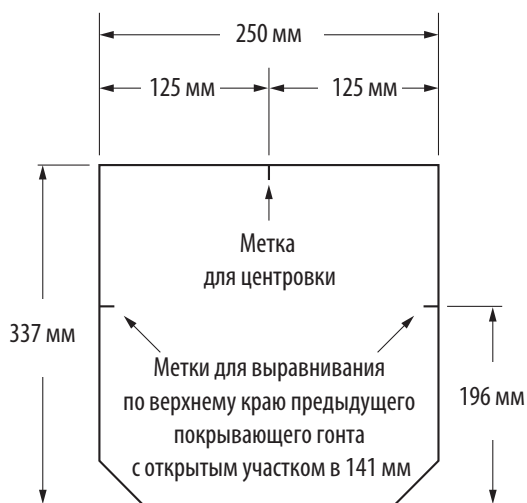 250 мм
125 мм 125 мм
Метка
для центровки
337 мм
Метки для выравнивания
по верхнему краю предыдущего
покрывающего гонта
с открытым участком в 141 мм
196 мм